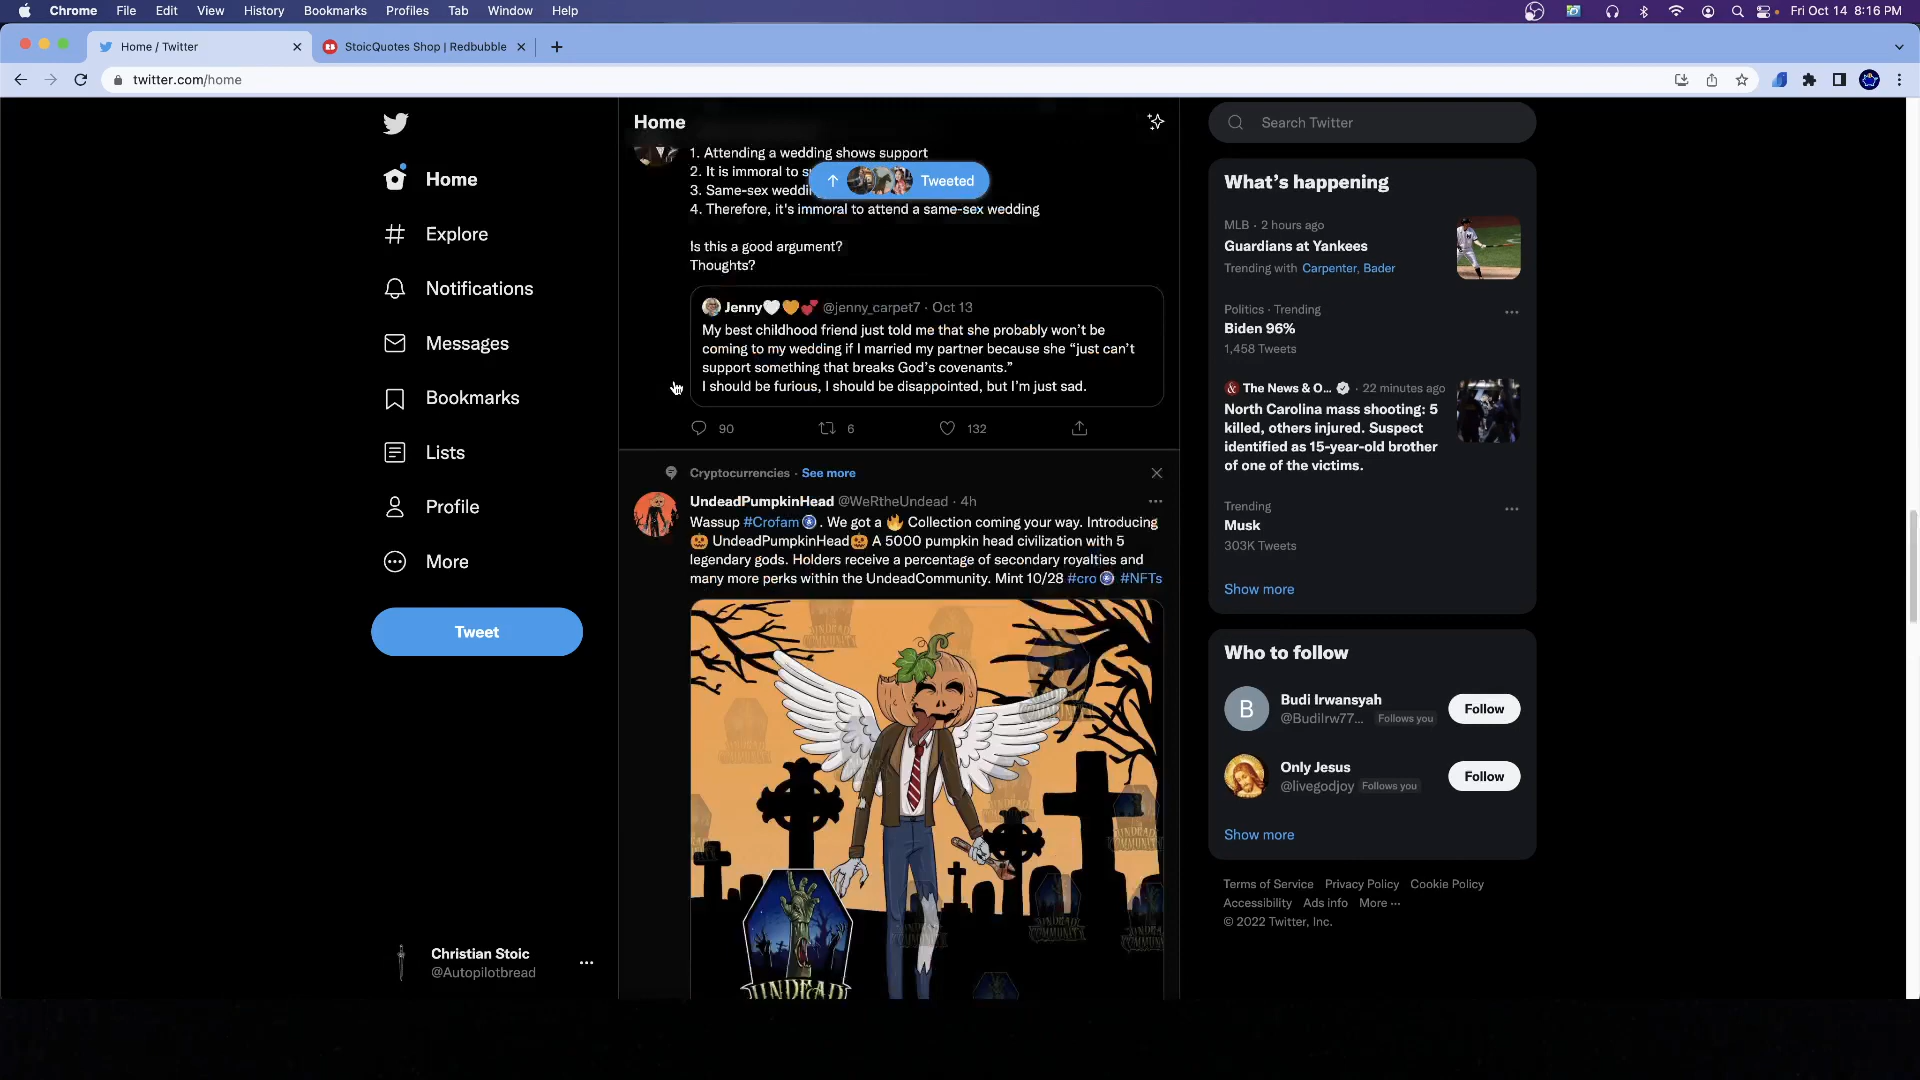 Chrome File Edit View History Bookmarks Profiles Tab Window Help
Fri Oct 14 8:16 PM
Home / Twitter
StoicQuotes Shop | Redbubble
twitter.com/home
Home
Explore
Notifications
Messages
Bookmarks
Lists
Profile
More
Tweet
Christian Stoic
@Autopilotbread
Home
1. Attending a wedding shows support
2. It is immoral to
3. Same-sex
4. Therefore, it's immoral to attend a same-sex wedding
Tweeted
Is this a good argument?
Thoughts?
Jenny🤍🧡💕 @jenny_carpet7 · Oct 13
My best childhood friend just told me that she probably won't be
coming to my wedding if I married my partner because she “just can't
support something that breaks God's covenants.”
I should be furious, I should be disappointed, but I'm just sad.
90 6 132
Cryptocurrencies · See more
UndeadPumpkinHead @WeRtheUndead · 4h
Wassup #Crofam . We got a 🔥 Collection coming your way. Introducing
🎃 UndeadPumpkinHead🎃 A 5000 pumpkin head civilization with 5
legendary gods. Holders receive a percentage of secondary royalties and
many more perks within the UndeadCommunity. Mint 10/28 #cro #NFTs
UNDEAD
COMMUNITY
UNDEAD
Search Twitter
What's happening
MLB · 2 hours ago
Guardians at Yankees
Trending with Carpenter, Bader
Politics · Trending
Biden 96%
1,458 Tweets
The News & O... · 22 minutes ago
North Carolina mass shooting: 5
killed, others injured. Suspect
identified as 15-year-old brother
of one of the victims.
Trending
Musk
303K Tweets
Show more
Who to follow
B
Budi Irwansyah
@BudiIrw77... Follows you
Follow
Only Jesus
@livegodjoy Follows you
Follow
Show more
Terms of Service Privacy Policy Cookie Policy
Accessibility Ads info More ···
© 2022 Twitter, Inc.